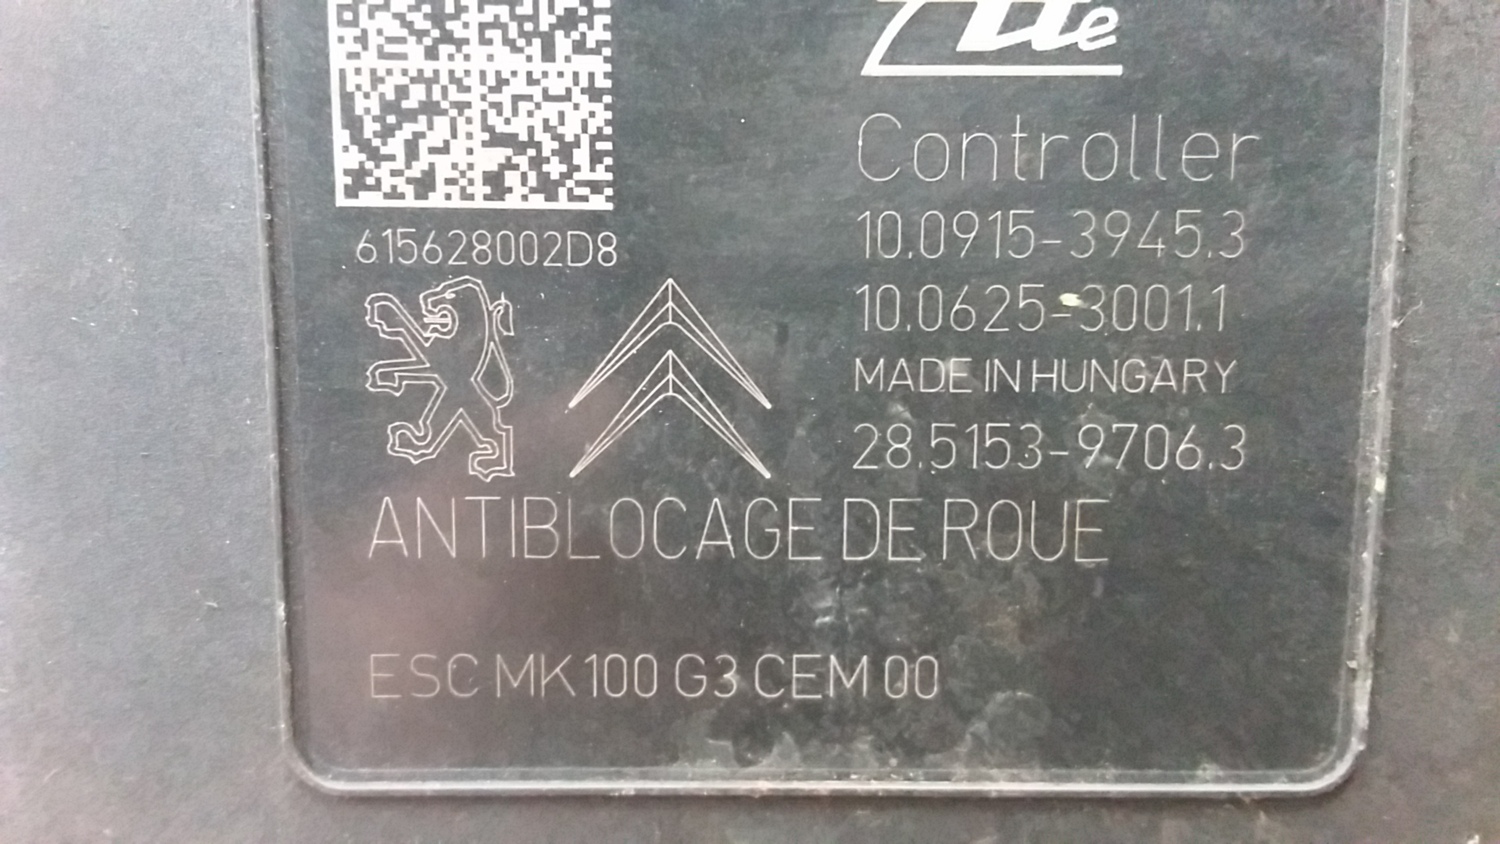 Ate
Controller
615628002D8
10.0915-3945.3
10.0625-3001.1
MADE IN HUNGARY
28.5153-9706.3
ANTIBLOCAGE DE ROUE
ESC MK100 G3 CEM 00